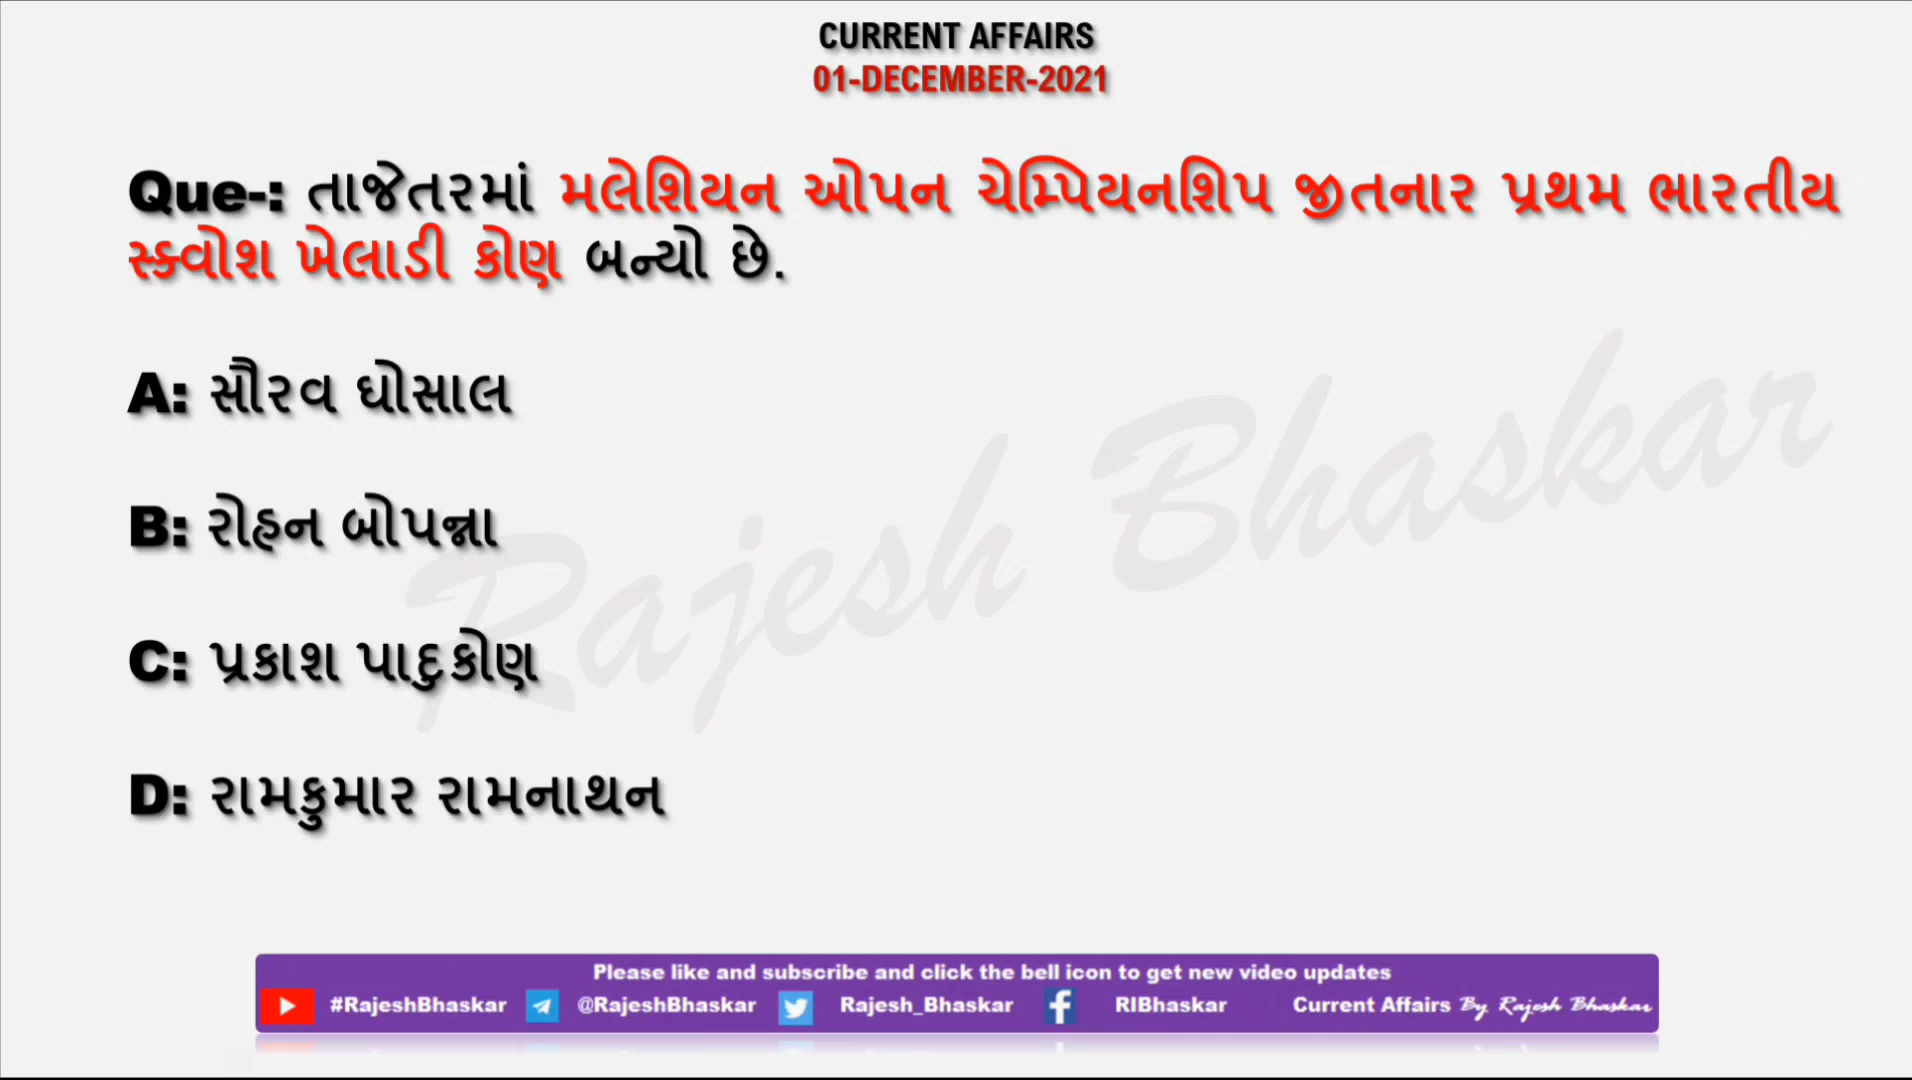 CURRENT AFFAIRS
01-DECEMBER-2021
Que-: તાજેતરમાં મલેશિયન ઓપન ચેમ્પિયનશિપ જીતનાર પ્રથમ ભારતીય
સ્ક્વોશ ખેલાડી કોણ બન્યો છે.
A: સૌરવ ઘોસાલ
B: રોહન બોપન્ના
C: પ્રકાશ પાદુકોણ
D: રામકુમાર રામનાથન
Rajesh Bhaskar
Please like and subscribe and click the bell icon to get new video updates
#RajeshBhaskar @RajeshBhaskar Rajesh_Bhaskar RIBhaskar Current Affairs By Rajesh Bhaskar